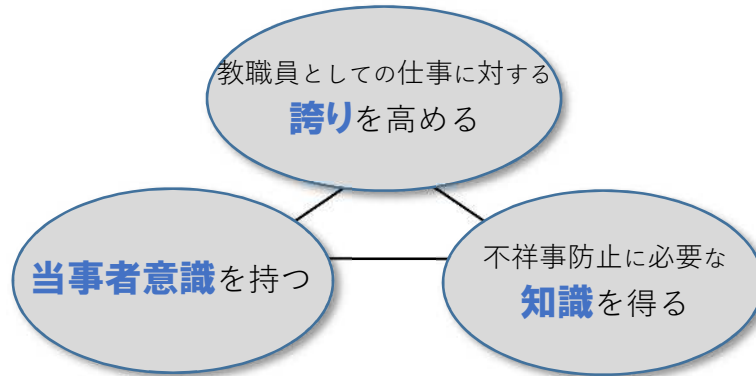 教職員としての仕事に対する
誇りを高める
当事者意識を持つ
不祥事防止に必要な
知識を得る